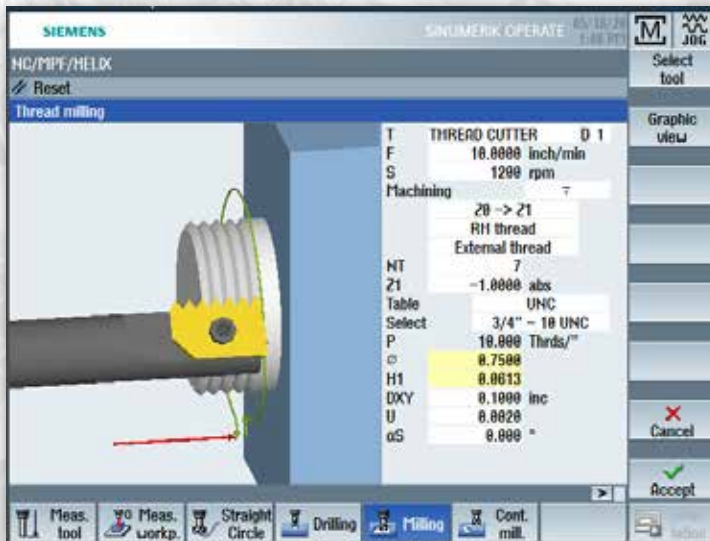 SIEMENS
SINUMERIK OPERATE
M
JOG
NC/MPF/HELIX
Reset
Thread milling
Select tool
Graphic view
T THREAD CUTTER D 1
F 10.0000 inch/min
S 1200 rpm
Machining ▽
Z0 -> Z1
RH thread
External thread
NT 7
Z1 -1.0000 abs
Table UNC
Select 3/4" - 10 UNC
P 10.000 Thrds/"
∅ 0.7500
H1 0.0613
DXY 0.1000 inc
U 0.0020
αS 0.000 °
Cancel
>
Accept
Meas. tool
Meas. workp.
Straight Circle
Drilling
Milling
Cont. mill.